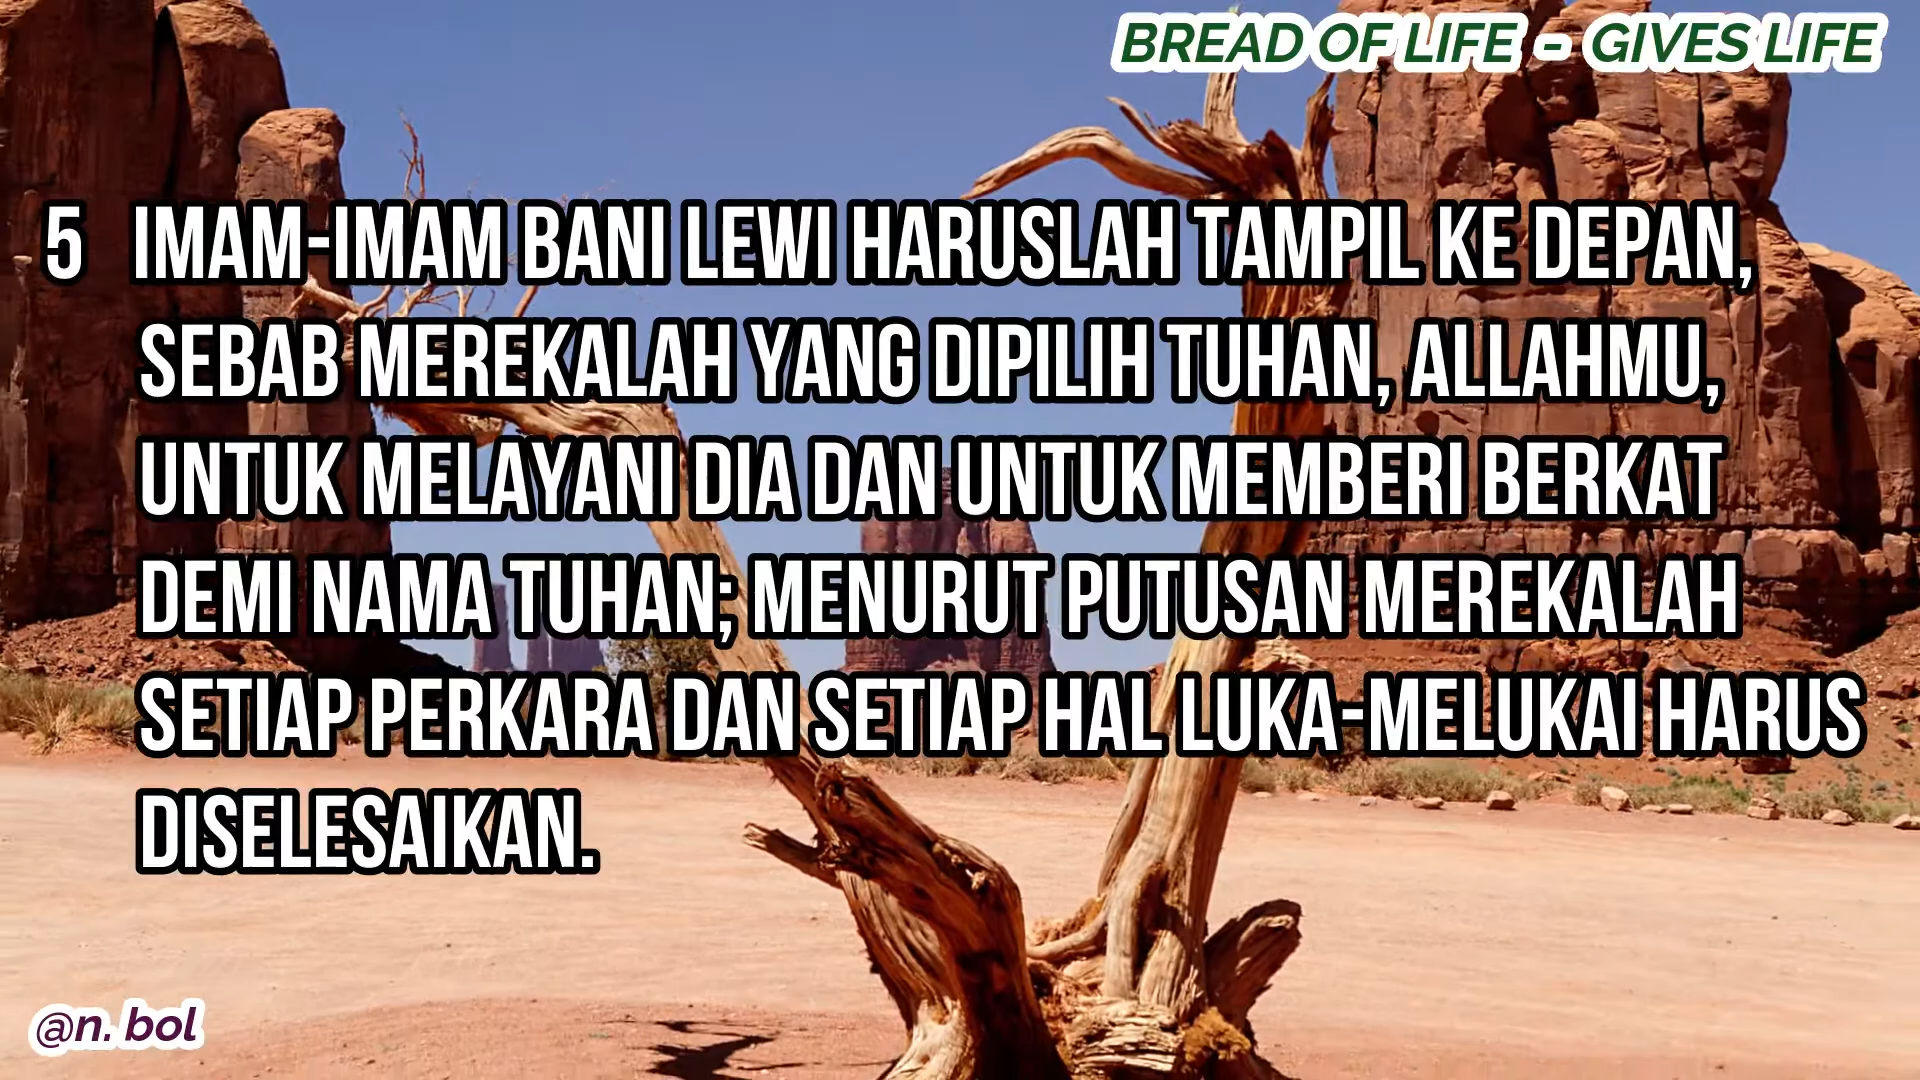 BREAD OF LIFE - GIVES LIFE
5 IMAM-IMAM BANI LEWI HARUSLAH TAMPIL KE DEPAN,
SEBAB MEREKALAH YANG DIPILIH TUHAN, ALLAHMU,
UNTUK MELAYANI DIA DAN UNTUK MEMBERI BERKAT
DEMI NAMA TUHAN; MENURUT PUTUSAN MEREKALAH
SETIAP PERKARA DAN SETIAP HAL LUKA-MELUKAI HARUS
DISELESAIKAN.
@n. bol